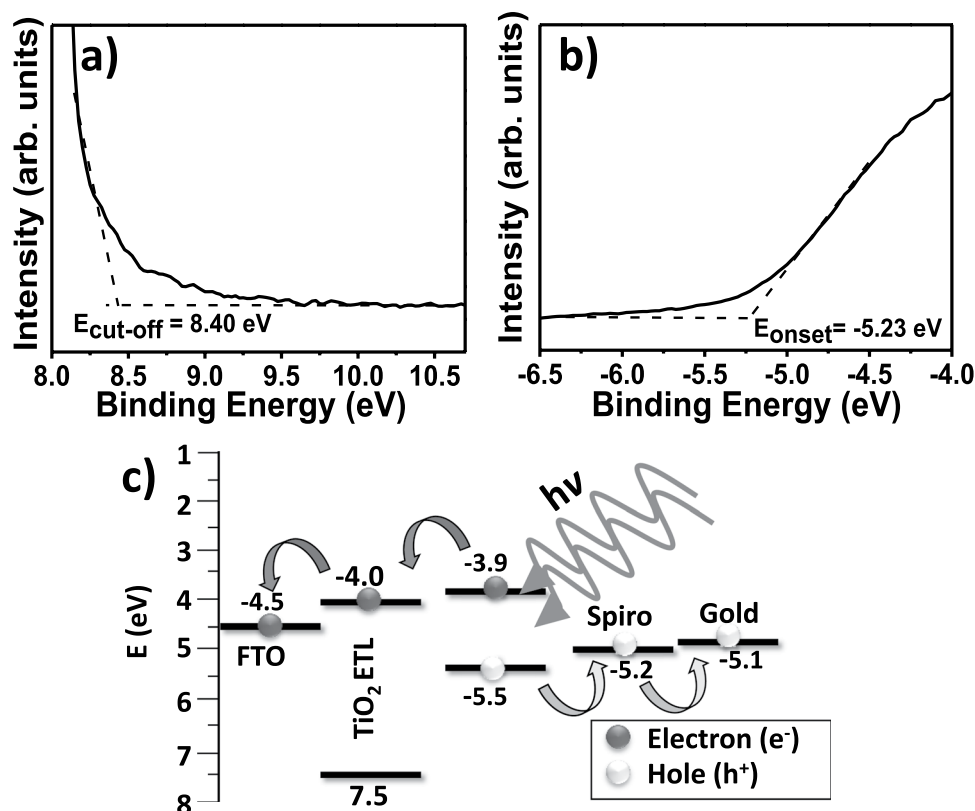 a)
Intensity (arb. units)
E_cut-off = 8.40 eV
8.0 8.5 9.0 9.5 10.0 10.5
Binding Energy (eV)
b)
Intensity (arb. units)
E_onset= -5.23 eV
-6.5 -6.0 -5.5 -5.0 -4.5 -4.0
Binding Energy (eV)
c)
E (eV)
1
2
3
4
5
6
7
8
hν
-4.5
FTO
-4.0
TiO₂ ETL
7.5
-3.9
-5.5
Spiro
-5.2
Gold
-5.1
Electron (e⁻)
Hole (h⁺)